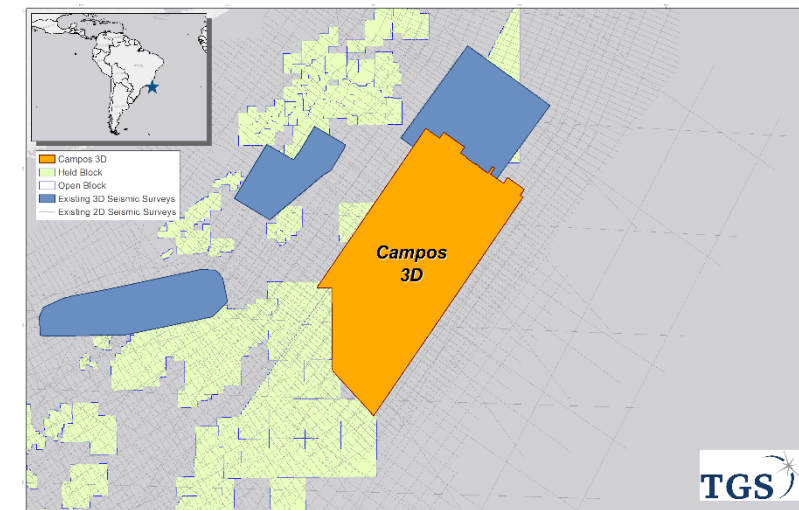 Campos 3D
Held Block
Open Block
Existing 3D Seismic Surveys
Existing 2D Seismic Surveys
Campos
3D
TGS